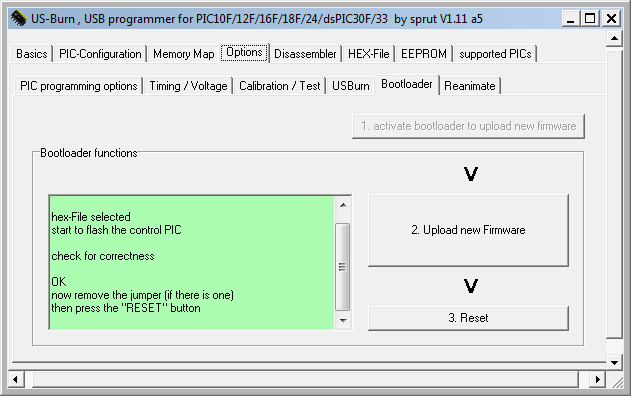 US-Burn , USB programmer for PIC10F/12F/16F/18F/24/dsPIC30F/33  by sprut V1.11 a5
Basics PIC-Configuration Memory Map Options Disassembler HEX-File EEPROM supported PICs
PIC programming options Timing / Voltage Calibration / Test USBurn Bootloader Reanimate
1. activate bootloader to upload new firmware
Bootloader functions
V
hex-File selected
start to flash the control PIC
2. Upload new Firmware
check for correctness
OK
now remove the jumper (if there is one)
then press the "RESET" button
V
3. Reset